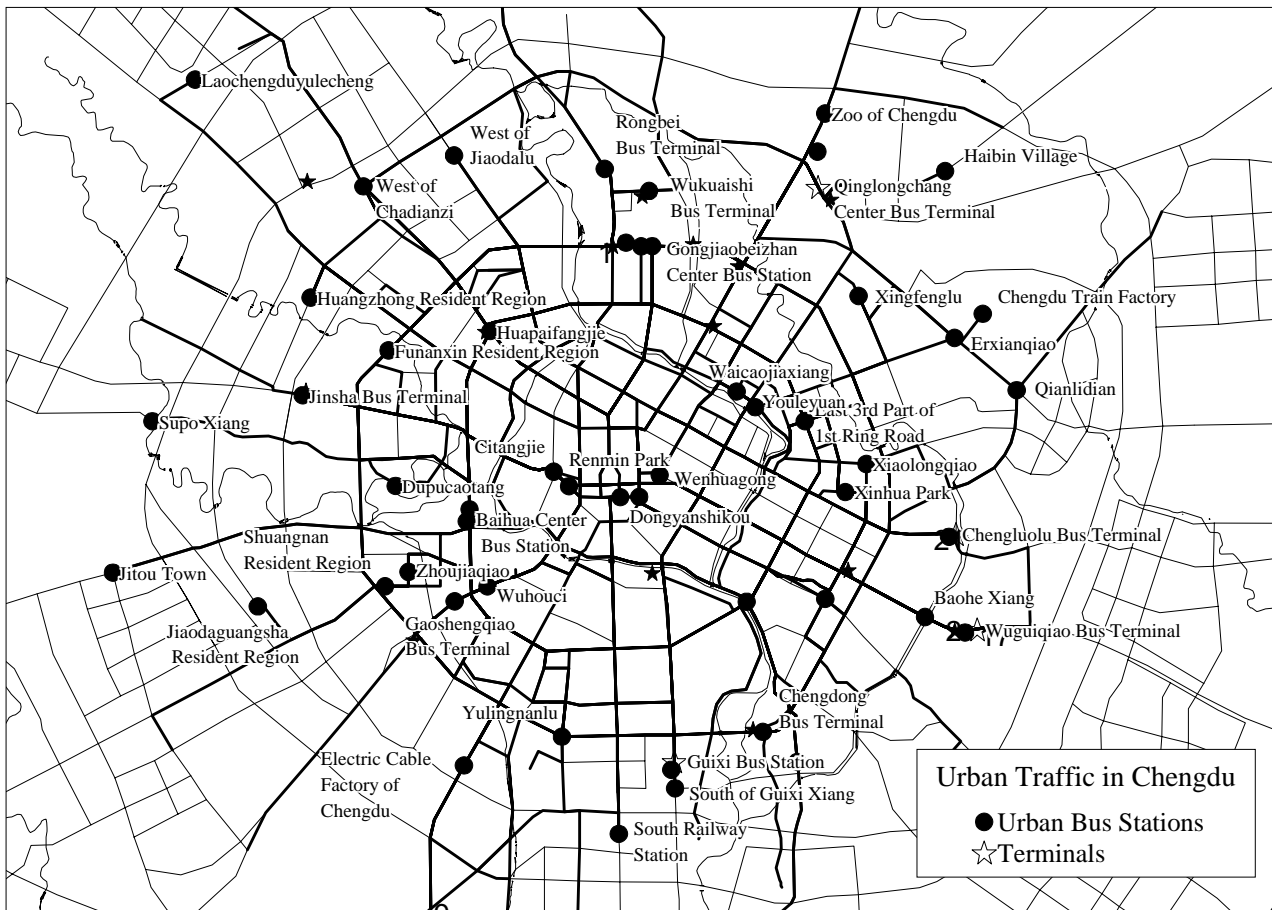 Laochengduyulecheng
Zoo of Chengdu
Rongbei
Bus Terminal
West of
Jiaodalu
Haibin Village
West of
Chadianzi
Wukuaishi
Bus Terminal
Qinglongchang
Center Bus Terminal
Gongjiaobeizhan
Center Bus Station
Huangzhong Resident Region
Xingfenglu
Chengdu Train Factory
Huapaifangjie
Funanxin Resident Region
Erxianqiao
Waicaojiaxiang
Qianlidian
Jinsha Bus Terminal
Youleyuan
East 3rd Part of
1st Ring Road
Supo Xiang
Citangjie
Renmin Park
Xiaolongqiao
Wenhuagong
Dupucaotang
Xinhua Park
Dongyanshikou
Baihua Center
Bus Station
Shuangnan
Resident Region
2
Chengluolu Bus Terminal
Jitou Town
Zhoujiaqiao
Wuhouci
Baohe Xiang
Jiaodaguangsha
Resident Region
Gaoshengqiao
Bus Terminal
Wuguiqiao Bus Terminal
Chengdong
Bus Terminal
Yulingnanlu
Electric Cable
Factory of
Chengdu
Guixi Bus Station
South of Guixi Xiang
South Railway
Station
Urban Traffic in Chengdu
Urban Bus Stations
Terminals